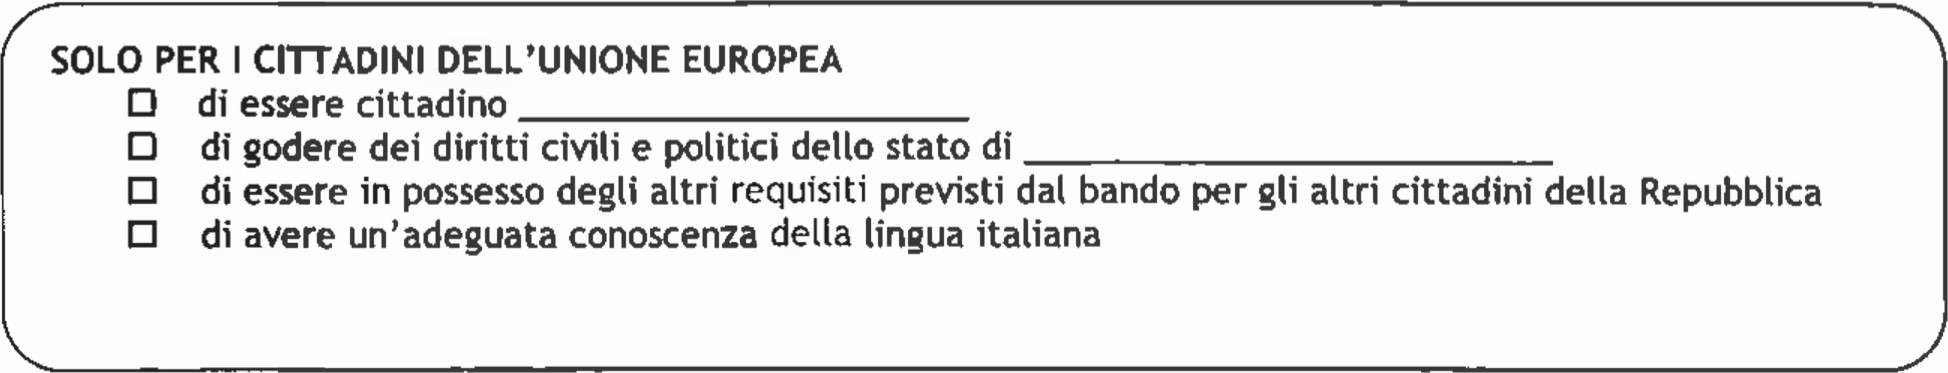 SOLO PER I CITTADINI DELL'UNIONE EUROPEA
☐ di essere cittadino ______________________
☐ di godere dei diritti civili e politici dello stato di __________________________
☐ di essere in possesso degli altri requisiti previsti dal bando per gli altri cittadini della Repubblica
☐ di avere un'adeguata conoscenza della lingua italiana